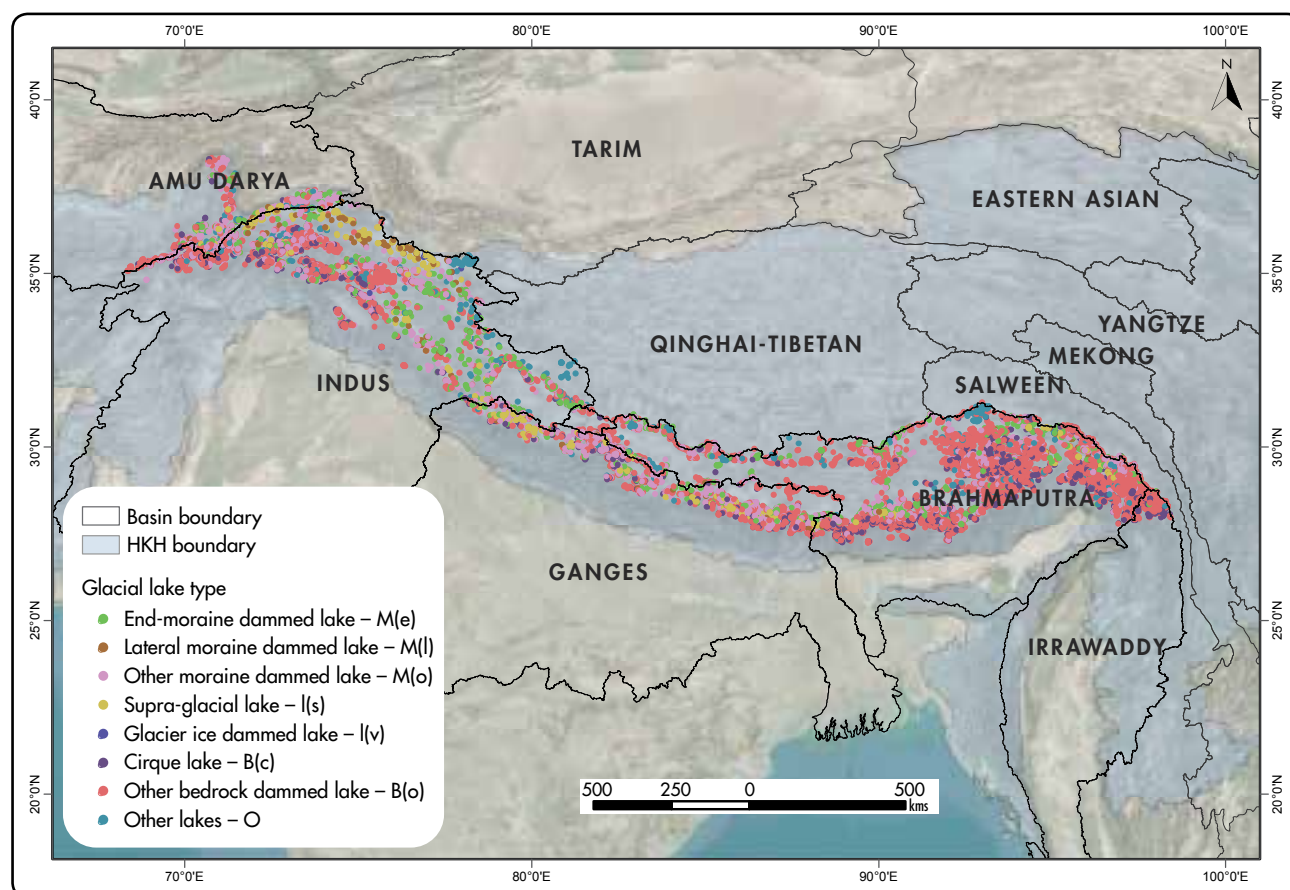 70°0'E 80°0'E 90°0'E 100°0'E
N
40°0'N 40°0'N
TARIM
AMU DARYA
EASTERN ASIAN
35°0'N 35°0'N
YANGTZE
QINGHAI-TIBETAN
MEKONG
INDUS
SALWEEN
30°0'N 30°0'N
BRAHMAPUTRA
GANGES
25°0'N 25°0'N
IRRAWADDY
20°0'N 20°0'N
Basin boundary
HKH boundary
Glacial lake type
End-moraine dammed lake – M(e)
Lateral moraine dammed lake – M(l)
Other moraine dammed lake – M(o)
Supra-glacial lake – I(s)
Glacier ice dammed lake – I(v)
Cirque lake – B(c)
Other bedrock dammed lake – B(o)
Other lakes – O
500 250 0 500
kms
70°0'E 80°0'E 90°0'E 100°0'E